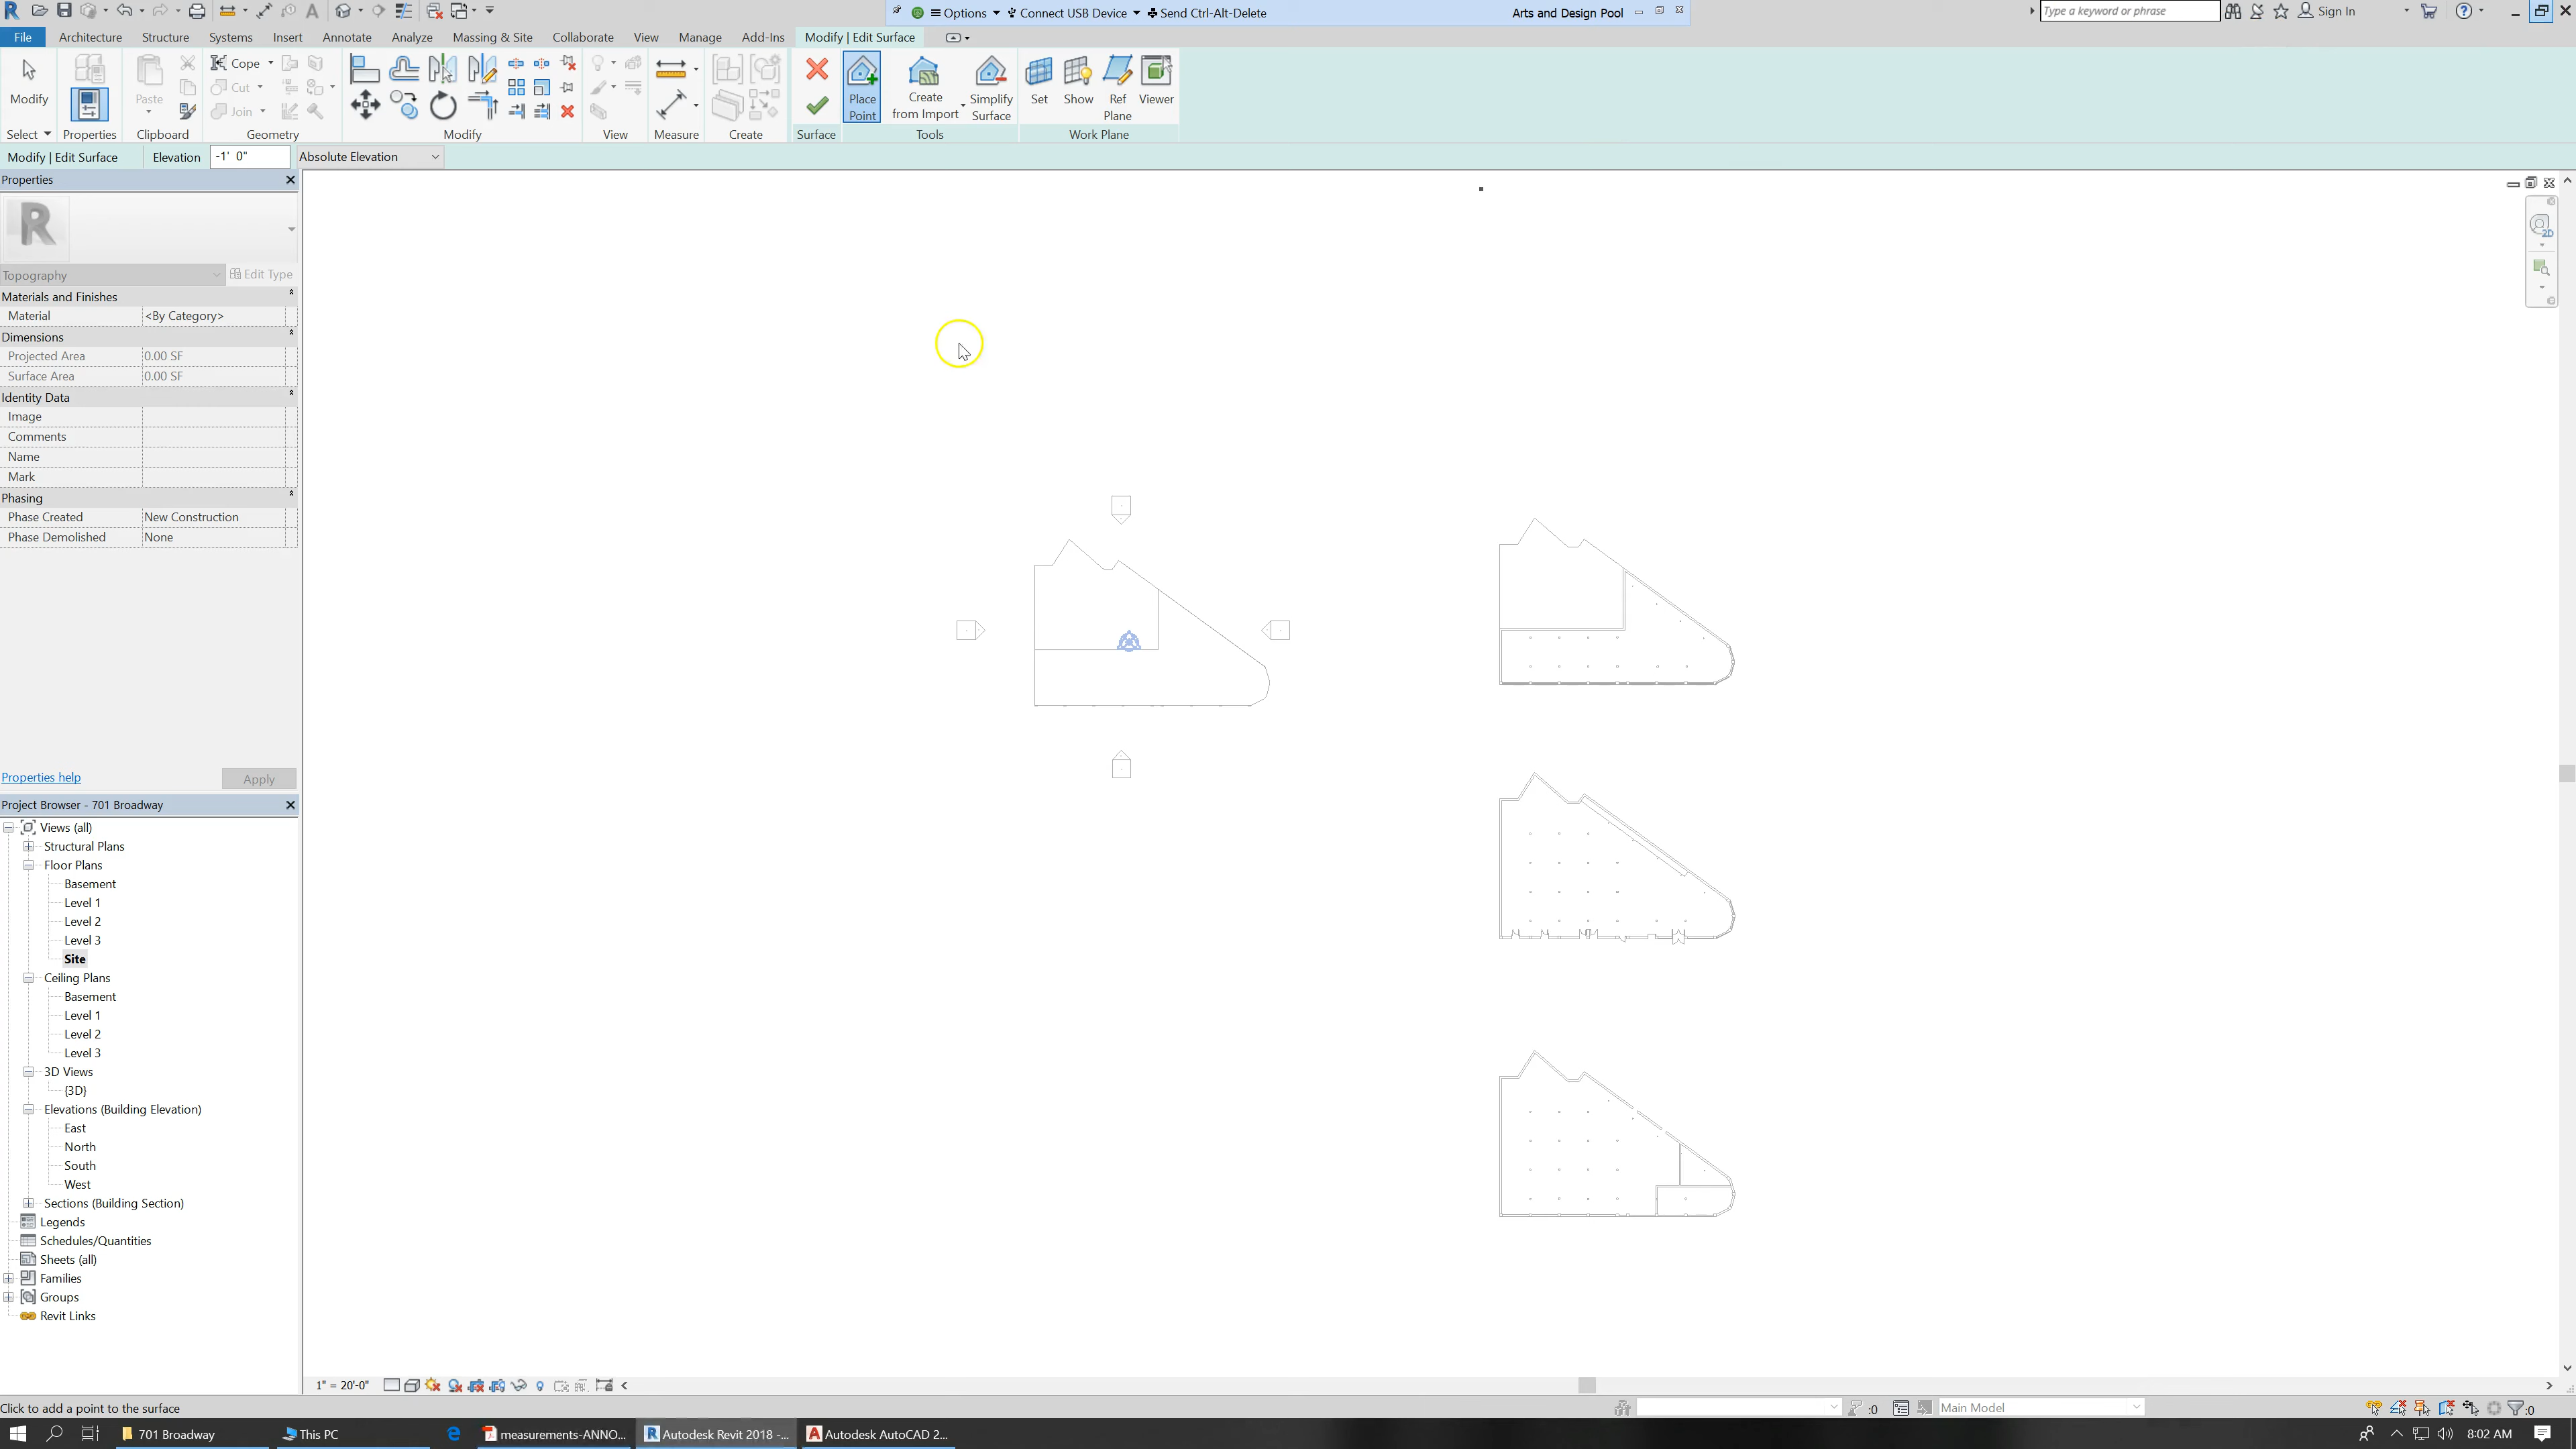 Options
Connect USB Device
Send Ctrl-Alt-Delete
Arts and Design Pool
Type a keyword or phrase
Sign In
File
Architecture
Structure
Systems
Insert
Annotate
Analyze
Massing & Site
Collaborate
View
Manage
Add-Ins
Modify | Edit Surface
Modify
Paste
Cope
Cut
Join
Place
Point
Create
from Import
Simplify
Surface
Set
Show
Ref
Plane
Viewer
Select
Properties
Clipboard
Geometry
Modify
View
Measure
Create
Surface
Tools
Work Plane
Modify | Edit Surface
Elevation
-1' 0"
Absolute Elevation
Properties
Topography
Edit Type
Materials and Finishes
Material
<By Category>
Dimensions
Projected Area
0.00 SF
Surface Area
0.00 SF
Identity Data
Image
Comments
Name
Mark
Phasing
Phase Created
New Construction
Phase Demolished
None
Properties help
Apply
Project Browser - 701 Broadway
Views (all)
Structural Plans
Floor Plans
Basement
Level 1
Level 2
Level 3
Site
Ceiling Plans
Basement
Level 1
Level 2
Level 3
3D Views
{3D}
Elevations (Building Elevation)
East
North
South
West
Sections (Building Section)
Legends
Schedules/Quantities
Sheets (all)
Families
Groups
Revit Links
2D
1" = 20'-0"
Click to add a point to the surface
:0
Main Model
:0
701 Broadway
This PC
measurements-ANNO...
Autodesk Revit 2018 -...
Autodesk AutoCAD 2...
8:02 AM